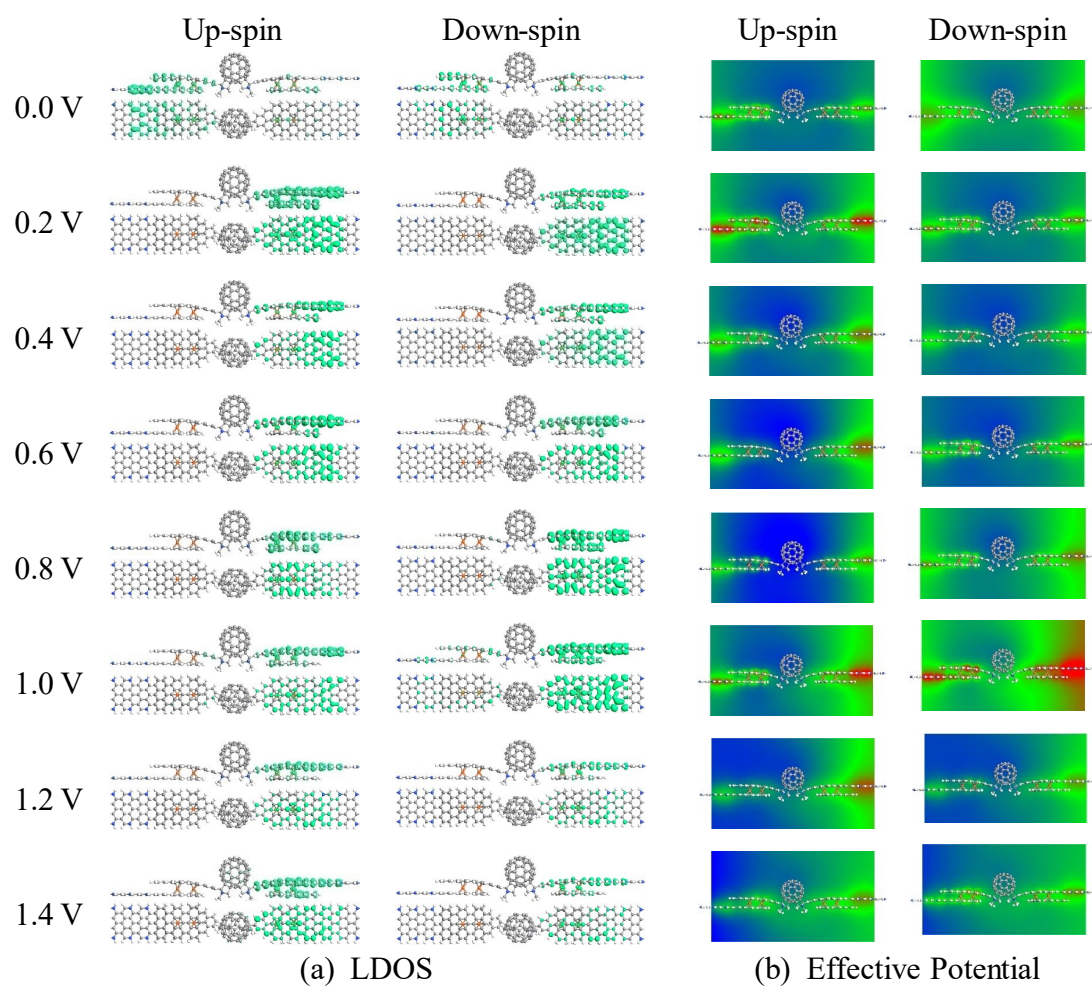 Up-spin Down-spin Up-spin Down-spin
0.0 V
0.2 V
0.4 V
0.6 V
0.8 V
1.0 V
1.2 V
1.4 V
(a) LDOS (b) Effective Potential